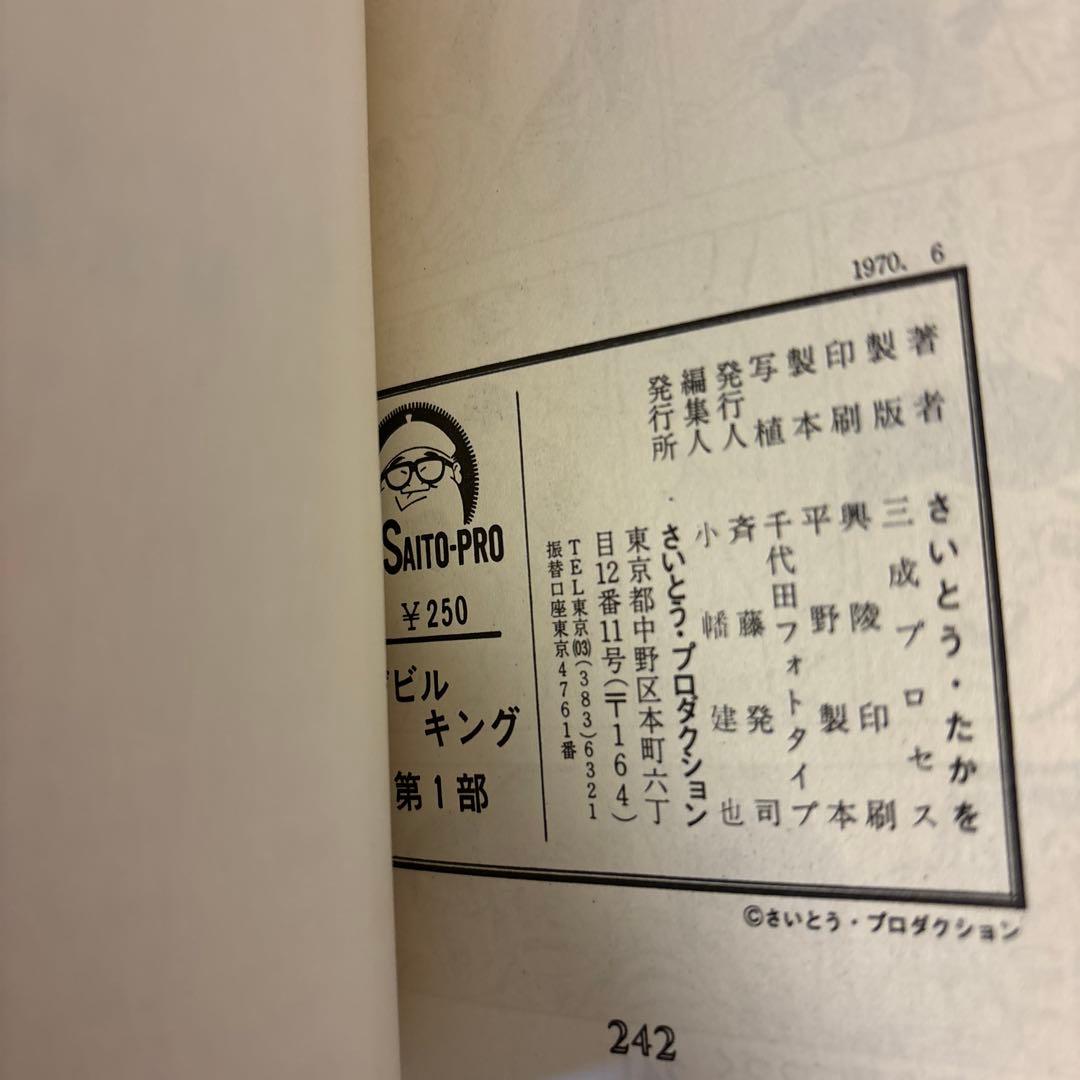 1970. 6
著者 さいとう・たかを
製版 三成プロセス
印刷 興陵印刷
製本 平野製本
写植 千代田フォトタイプ
発行人 斉藤発司
編集人 小幡建也
発行所 さいとう・プロダクション
東京都中野区本町六丁
目12番11号(〒164)
TEL東京(03)(383)6321
振替口座東京4761番
SAITO-PRO
¥250
デビル
キング
第1部
©さいとう・プロダクション
242